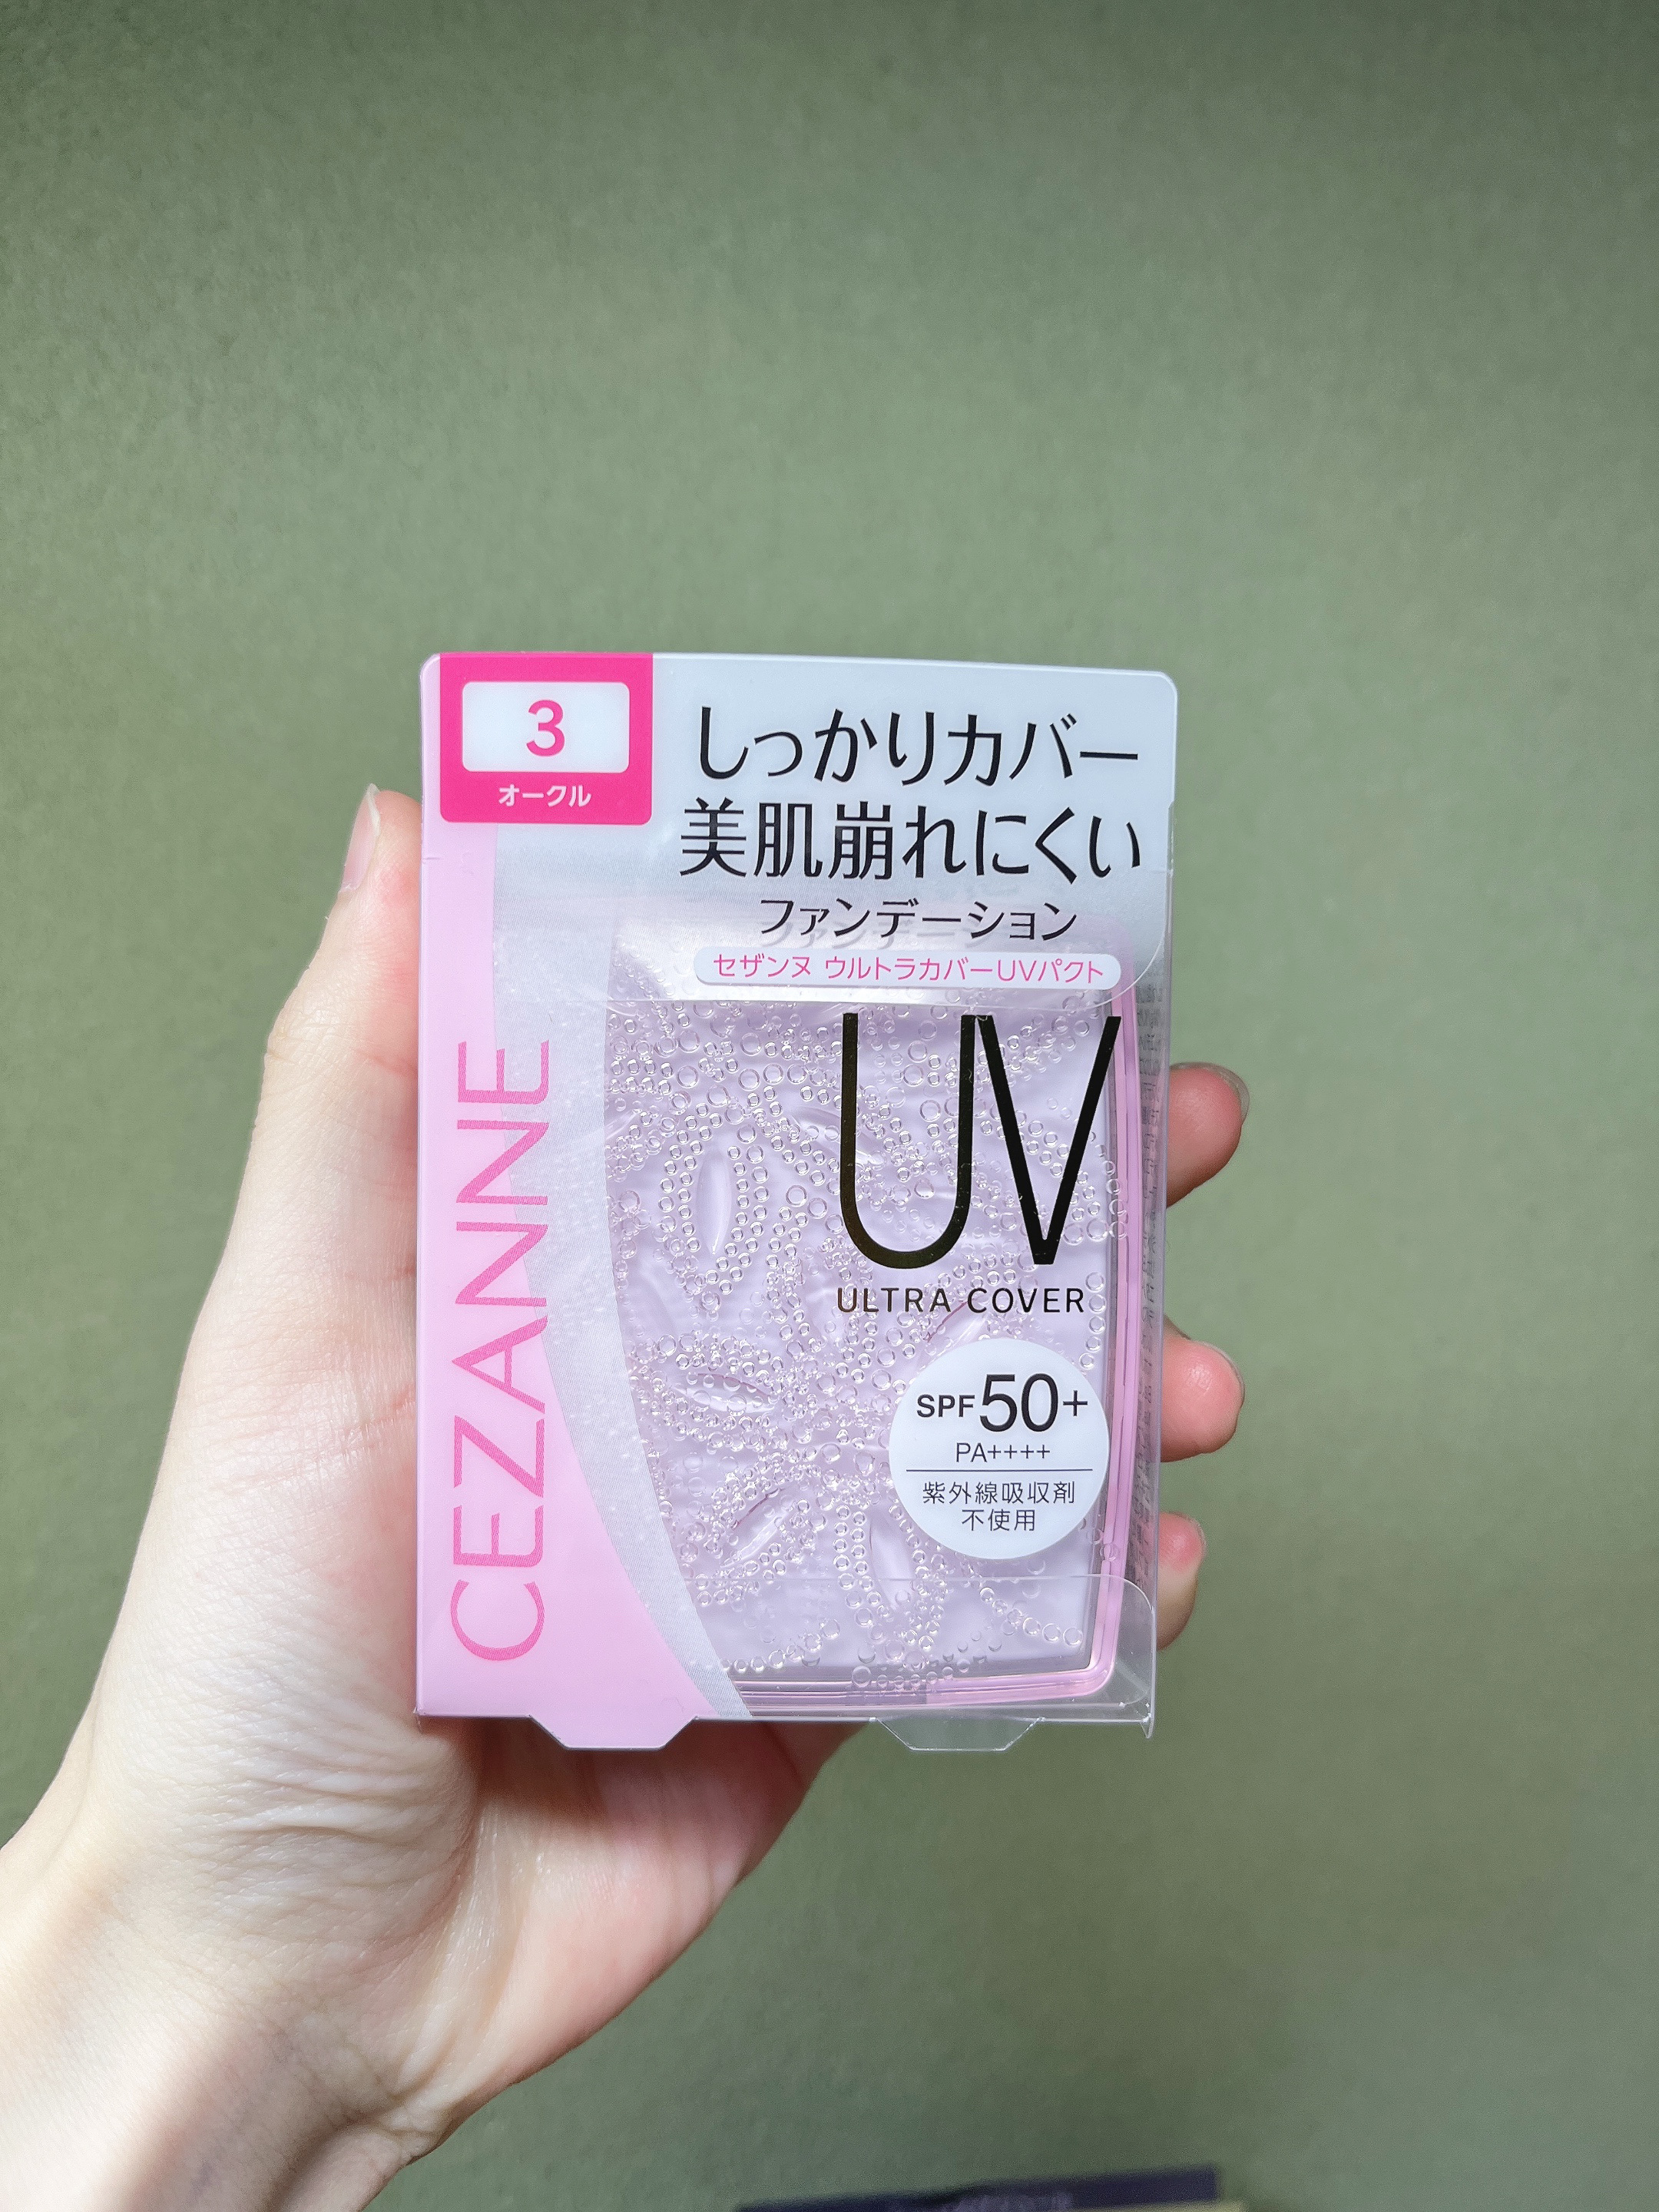 3
オークル
しっかりカバー
美肌崩れにくい
ファンデーション
セザンヌ ウルトラカバーUVパクト
CEZANNE
UV
ULTRA COVER
SPF50+
PA++++
紫外線吸収剤
不使用